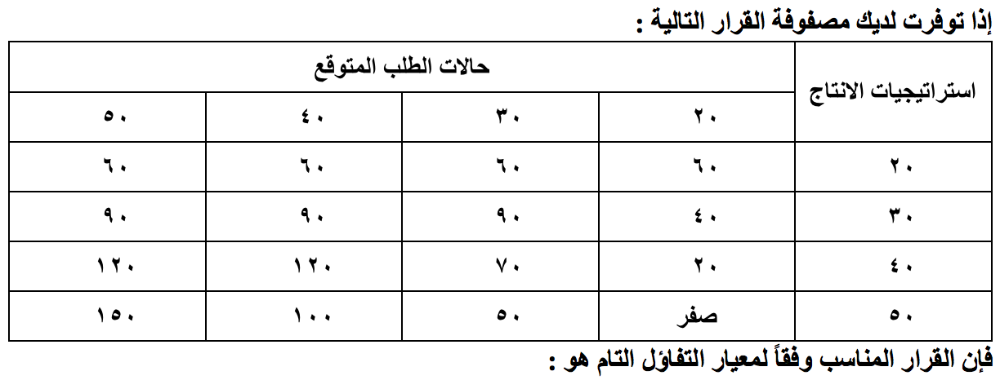 إذا توفرت لديك مصفوفة القرار التالية :
استراتيجيات الانتاج
حالات الطلب المتوقع
٢٠ ٣٠ ٤٠ ٥٠
٢٠ ٦٠ ٦٠ ٦٠ ٦٠
٣٠ ٤٠ ٩٠ ٩٠ ٩٠
٤٠ ٢٠ ٧٠ ١٢٠ ١٢٠
٥٠ صفر ٥٠ ١٠٠ ١٥٠
فإن القرار المناسب وفقاً لمعيار التفاؤل التام هو :